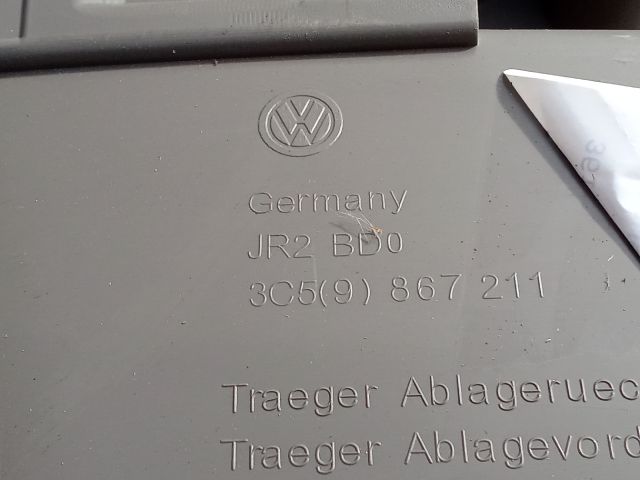 Germany
JR2 BD0
3C5(9) 867 211
Traeger Ablageruec
Traeger Ablagevord